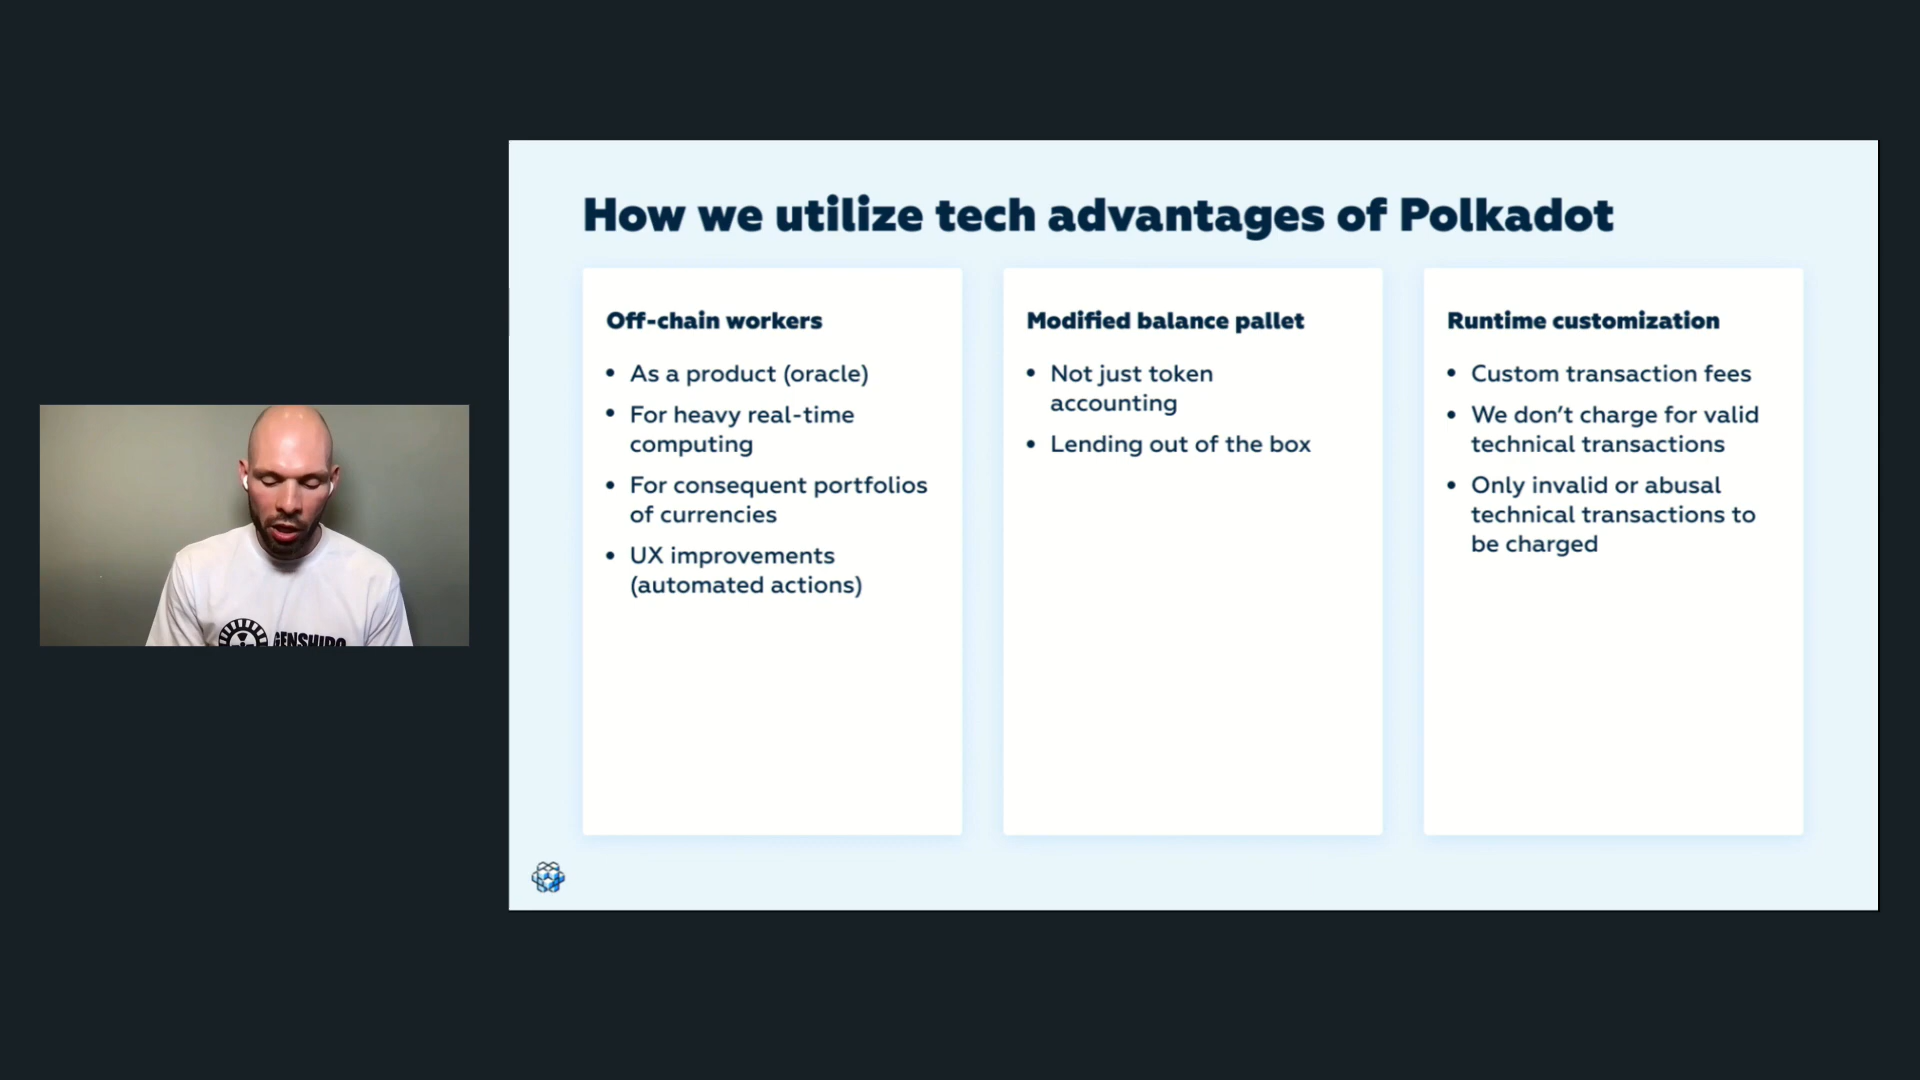 How we utilize tech advantages of Polkadot
Off-chain workers
• As a product (oracle)
• For heavy real-time
computing
• For consequent portfolios
of currencies
• UX improvements
(automated actions)
Modified balance pallet
• Not just token
accounting
• Lending out of the box
Runtime customization
• Custom transaction fees
• We don’t charge for valid
technical transactions
• Only invalid or abusal
technical transactions to
be charged
GENSHIRO